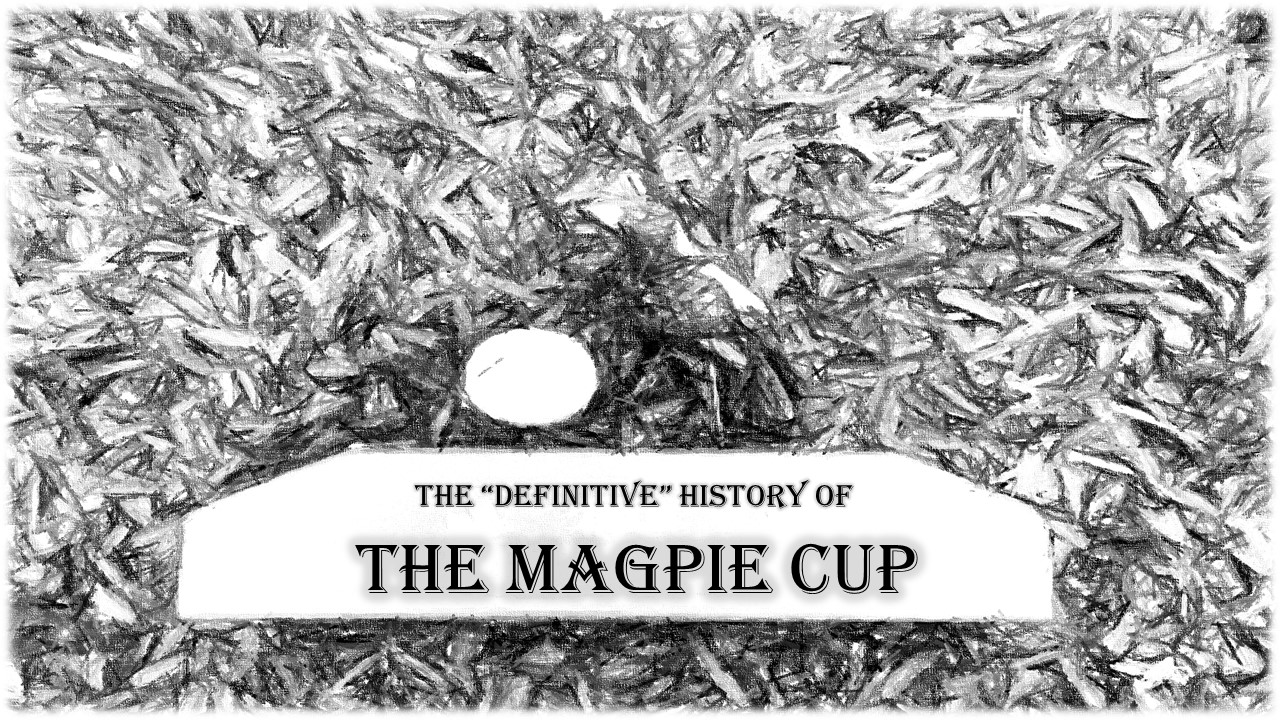 THE “DEFINITIVE” HISTORY OF
THE MAGPIE CUP